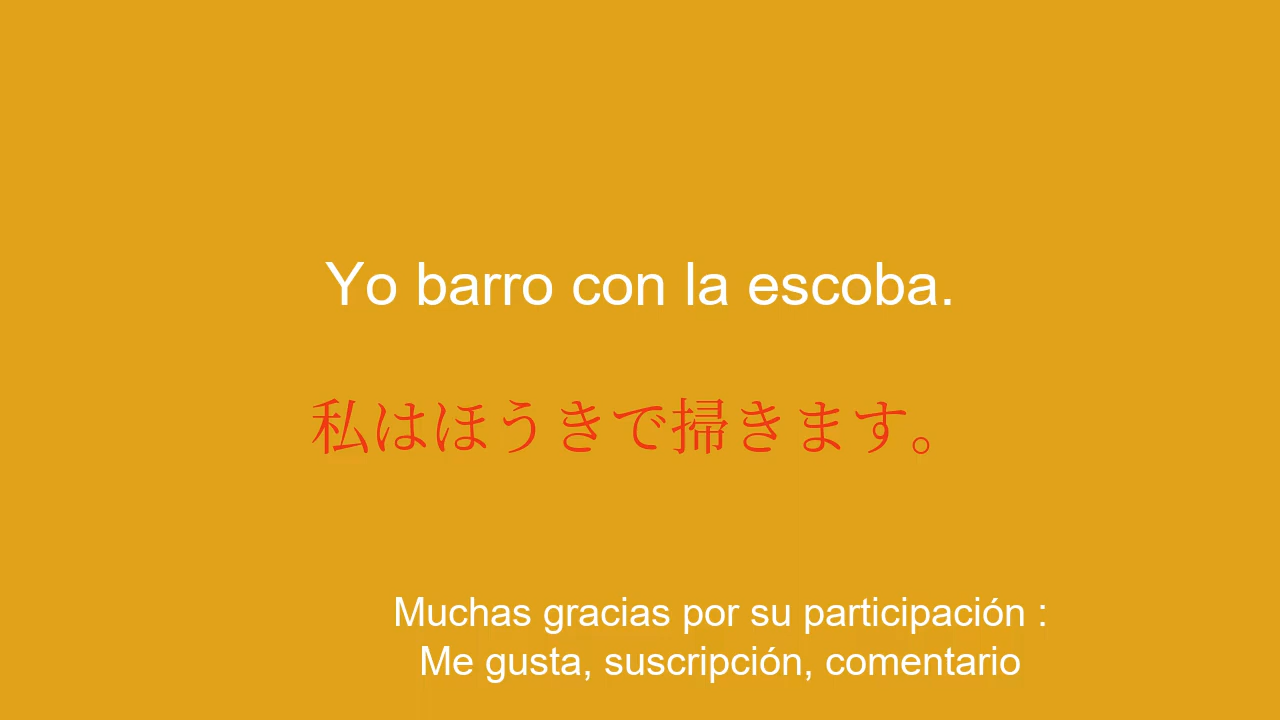 Yo barro con la escoba.
私はほうきで掃きます。
Muchas gracias por su participación :
Me gusta, suscripción, comentario